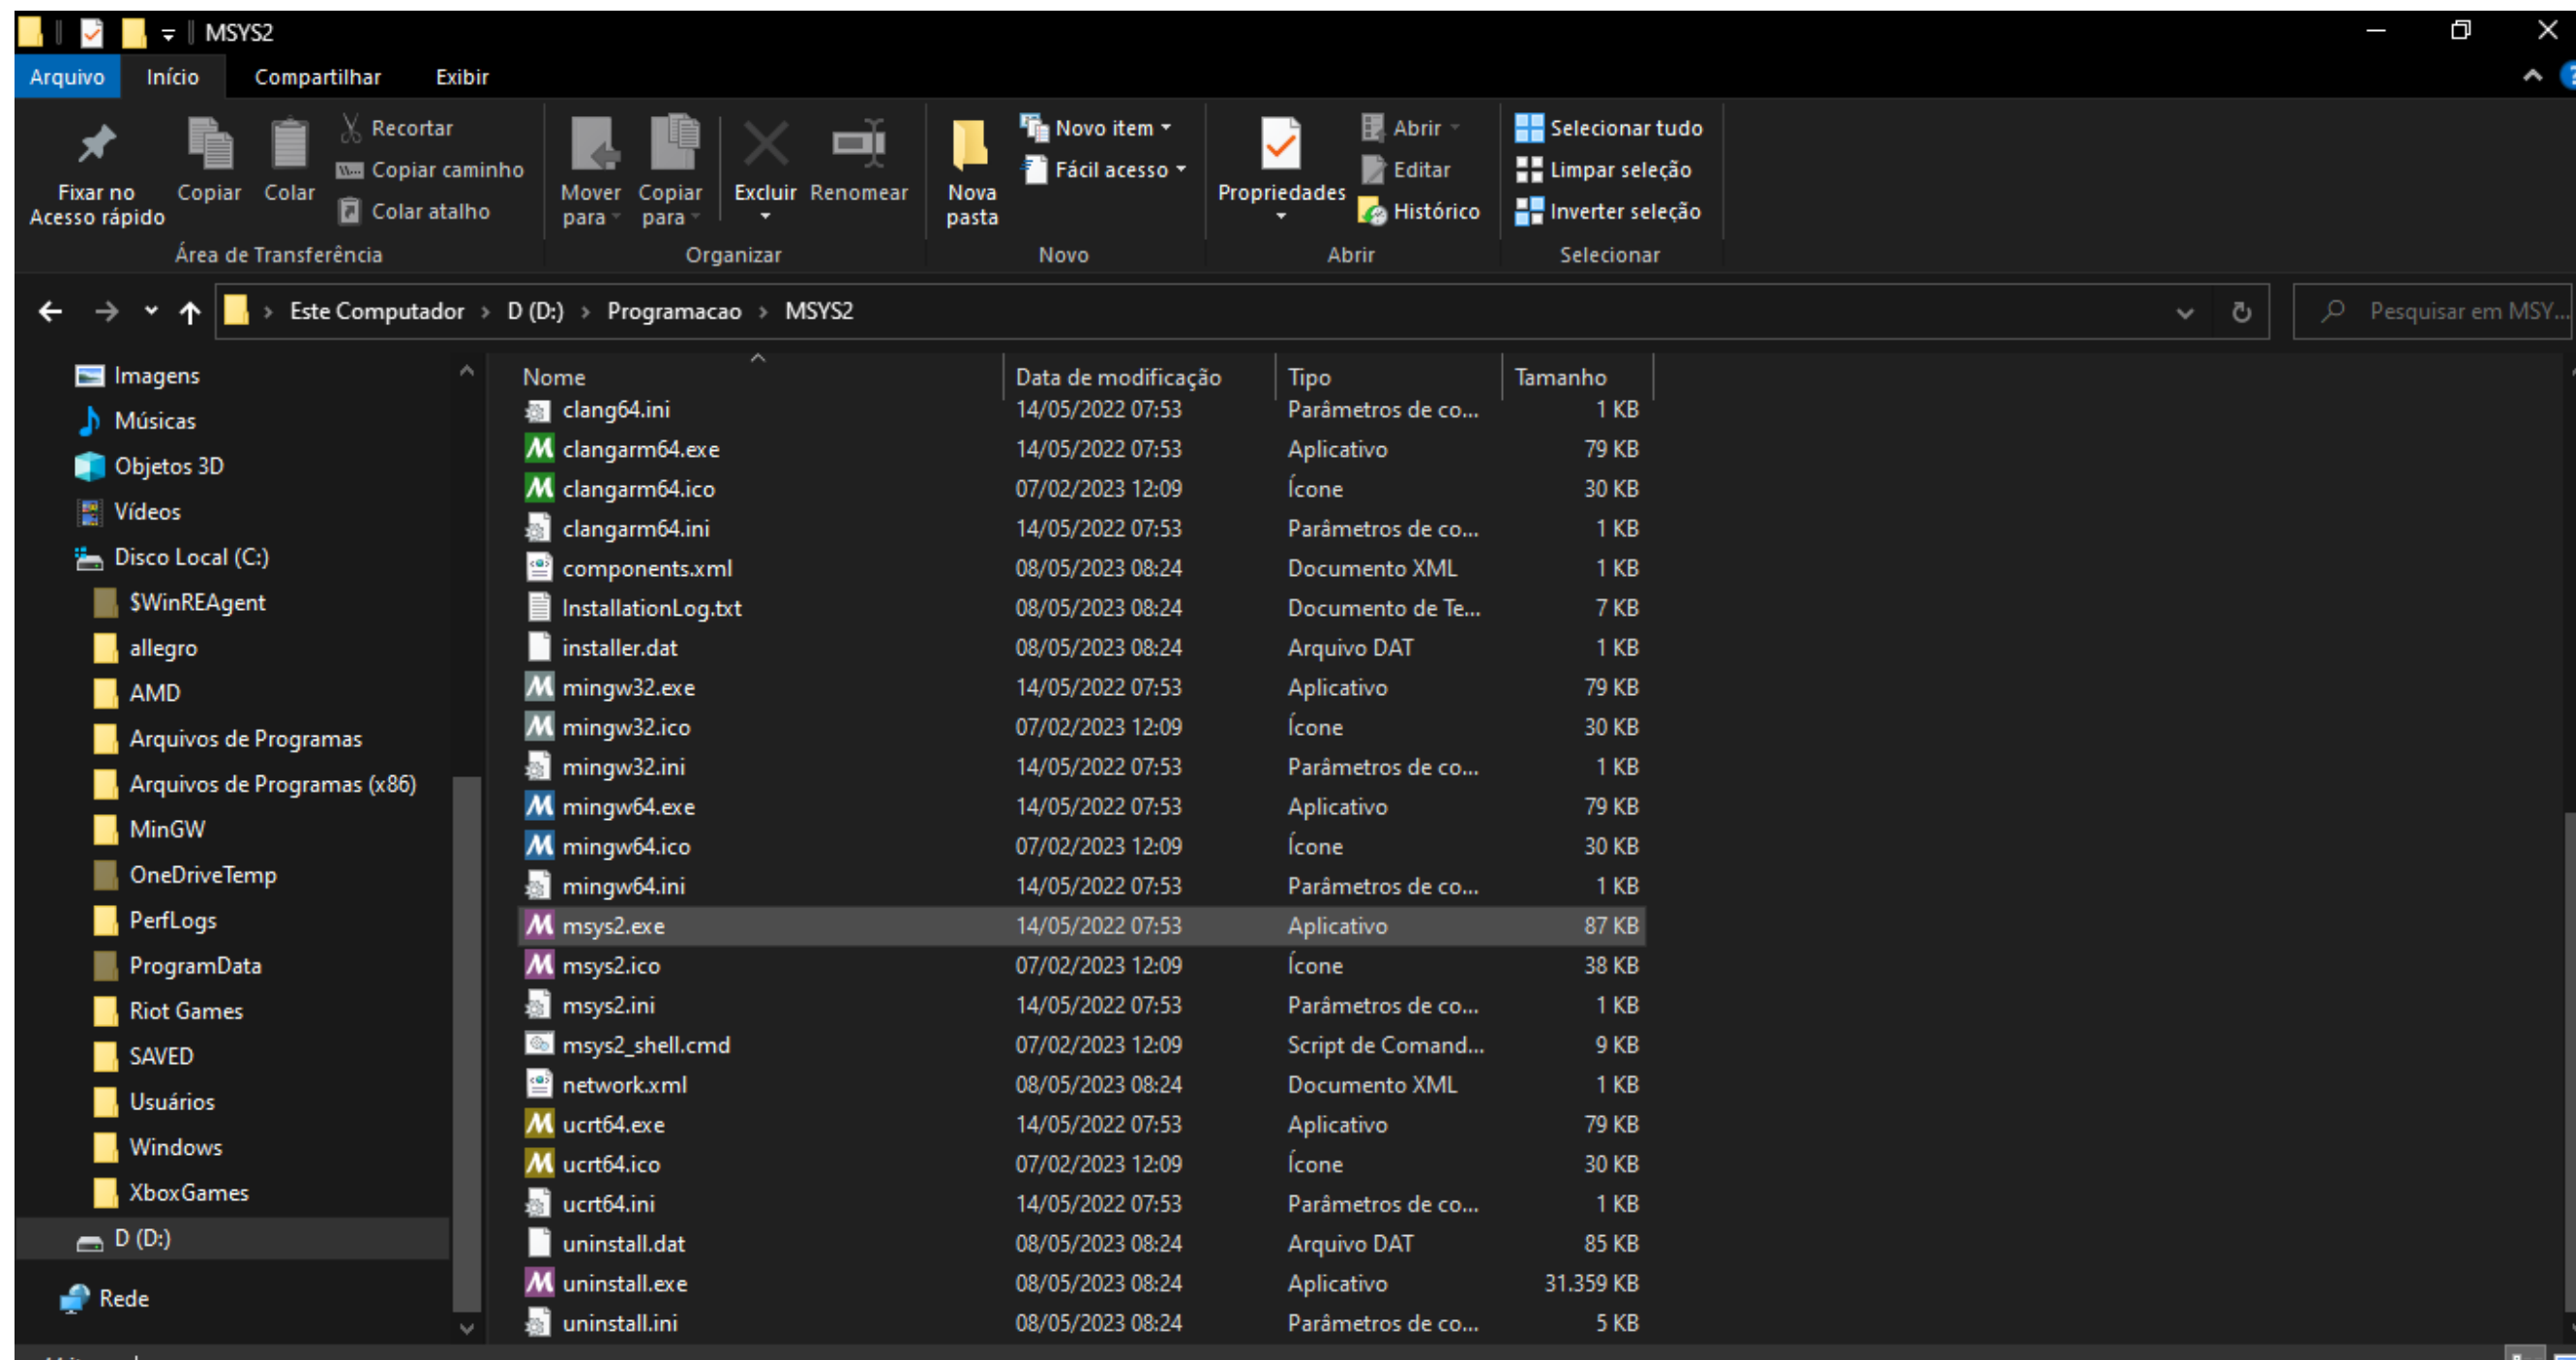 MSYS2
Arquivo Início Compartilhar Exibir
Fixar no Acesso rápido
Copiar
Colar
Recortar
Copiar caminho
Colar atalho
Área de Transferência
Mover para
Copiar para
Excluir
Renomear
Organizar
Nova pasta
Novo item
Fácil acesso
Novo
Propriedades
Abrir
Editar
Histórico
Abrir
Selecionar tudo
Limpar seleção
Inverter seleção
Selecionar
Este Computador > D (D:) > Programacao > MSYS2
Pesquisar em MSY...
Imagens
Músicas
Objetos 3D
Vídeos
Disco Local (C:)
$WinREAgent
allegro
AMD
Arquivos de Programas
Arquivos de Programas (x86)
MinGW
OneDriveTemp
PerfLogs
ProgramData
Riot Games
SAVED
Usuários
Windows
XboxGames
D (D:)
Rede
Nome Data de modificação Tipo Tamanho
clang64.ini 14/05/2022 07:53 Parâmetros de co... 1 KB
clangarm64.exe 14/05/2022 07:53 Aplicativo 79 KB
clangarm64.ico 07/02/2023 12:09 Ícone 30 KB
clangarm64.ini 14/05/2022 07:53 Parâmetros de co... 1 KB
components.xml 08/05/2023 08:24 Documento XML 1 KB
InstallationLog.txt 08/05/2023 08:24 Documento de Te... 7 KB
installer.dat 08/05/2023 08:24 Arquivo DAT 1 KB
mingw32.exe 14/05/2022 07:53 Aplicativo 79 KB
mingw32.ico 07/02/2023 12:09 Ícone 30 KB
mingw32.ini 14/05/2022 07:53 Parâmetros de co... 1 KB
mingw64.exe 14/05/2022 07:53 Aplicativo 79 KB
mingw64.ico 07/02/2023 12:09 Ícone 30 KB
mingw64.ini 14/05/2022 07:53 Parâmetros de co... 1 KB
msys2.exe 14/05/2022 07:53 Aplicativo 87 KB
msys2.ico 07/02/2023 12:09 Ícone 38 KB
msys2.ini 14/05/2022 07:53 Parâmetros de co... 1 KB
msys2_shell.cmd 07/02/2023 12:09 Script de Comand... 9 KB
network.xml 08/05/2023 08:24 Documento XML 1 KB
ucrt64.exe 14/05/2022 07:53 Aplicativo 79 KB
ucrt64.ico 07/02/2023 12:09 Ícone 30 KB
ucrt64.ini 14/05/2022 07:53 Parâmetros de co... 1 KB
uninstall.dat 08/05/2023 08:24 Arquivo DAT 85 KB
uninstall.exe 08/05/2023 08:24 Aplicativo 31.359 KB
uninstall.ini 08/05/2023 08:24 Parâmetros de co... 5 KB